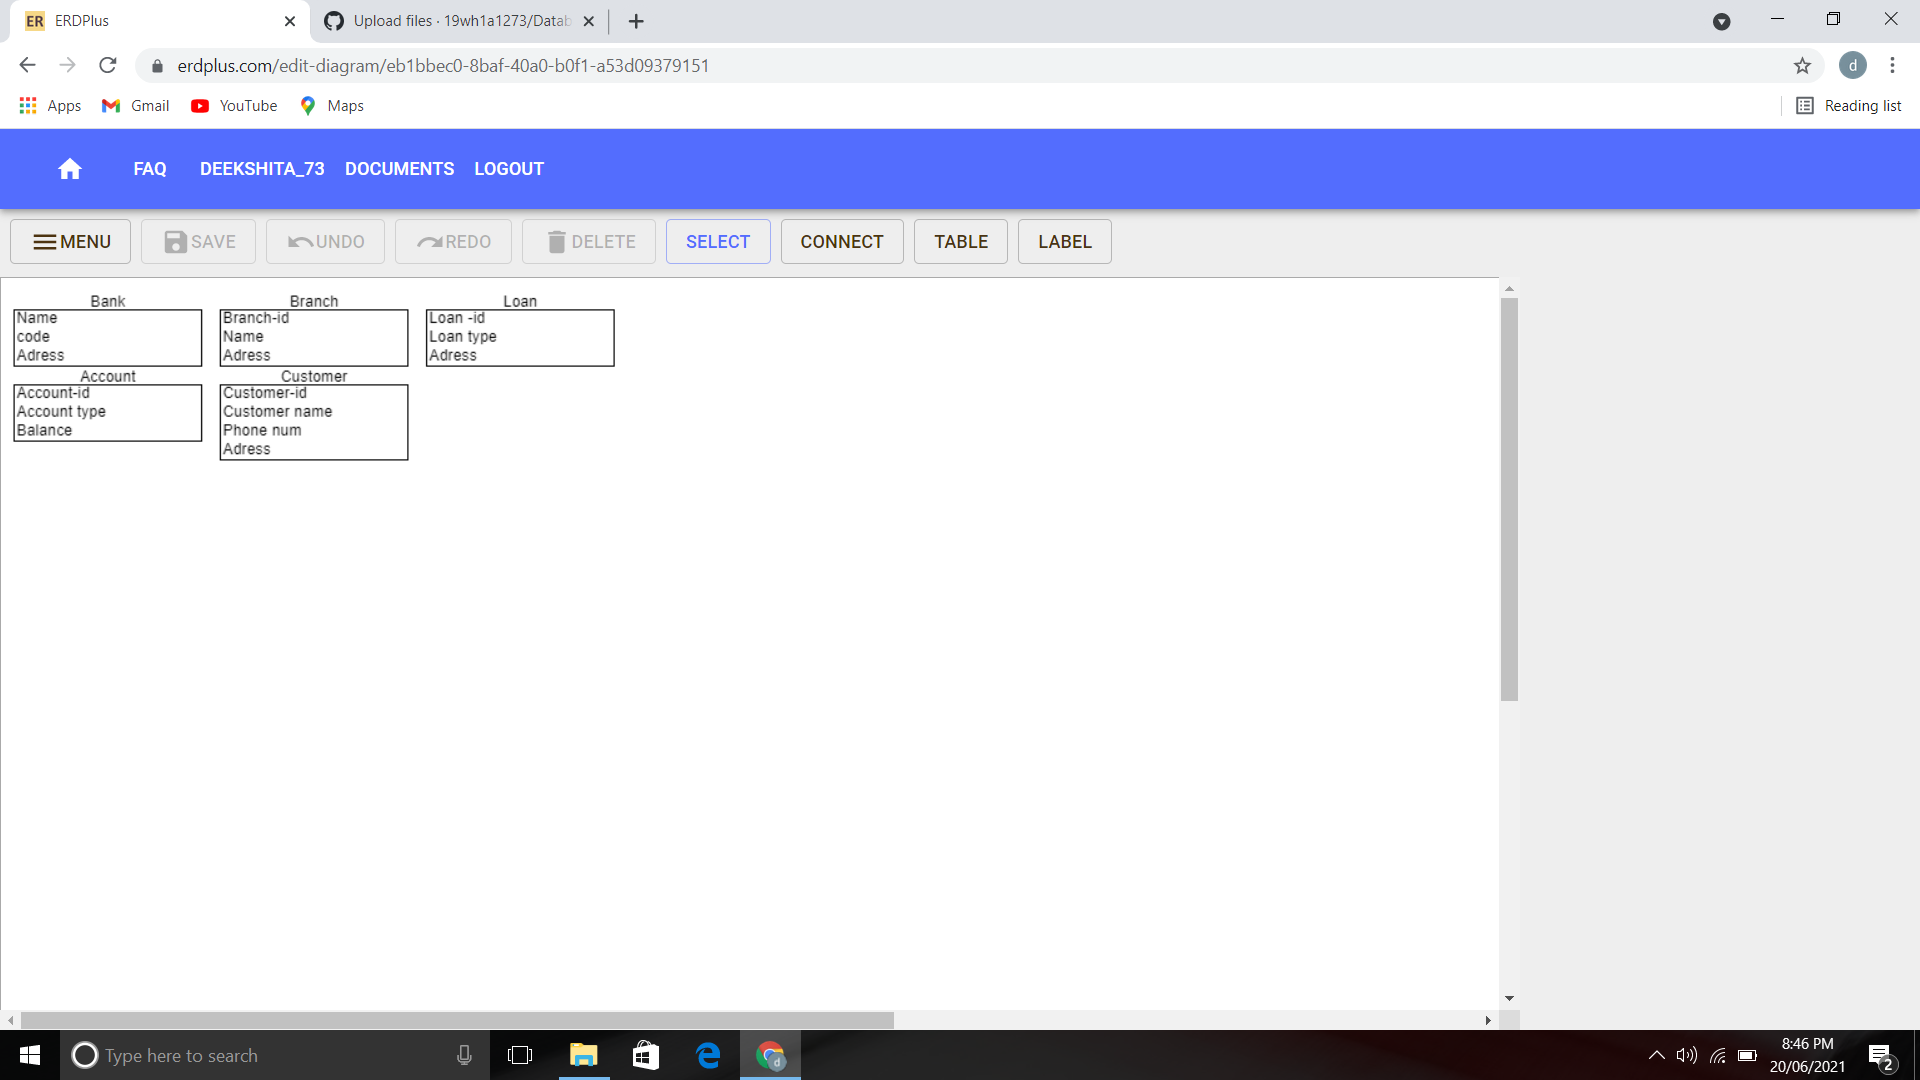 ER ERDPlus
Upload files · 19wh1a1273/Datab
erdplus.com/edit-diagram/eb1bbec0-8baf-40a0-b0f1-a53d09379151
d
Apps Gmail YouTube Maps Reading list
FAQ DEEKSHITA_73 DOCUMENTS LOGOUT
MENU SAVE UNDO REDO DELETE SELECT CONNECT TABLE LABEL
Bank
Name
code
Adress
Branch
Branch-id
Name
Adress
Loan
Loan -id
Loan type
Adress
Account
Account-id
Account type
Balance
Customer
Customer-id
Customer name
Phone num
Adress
Type here to search
d
8:46 PM
20/06/2021
2